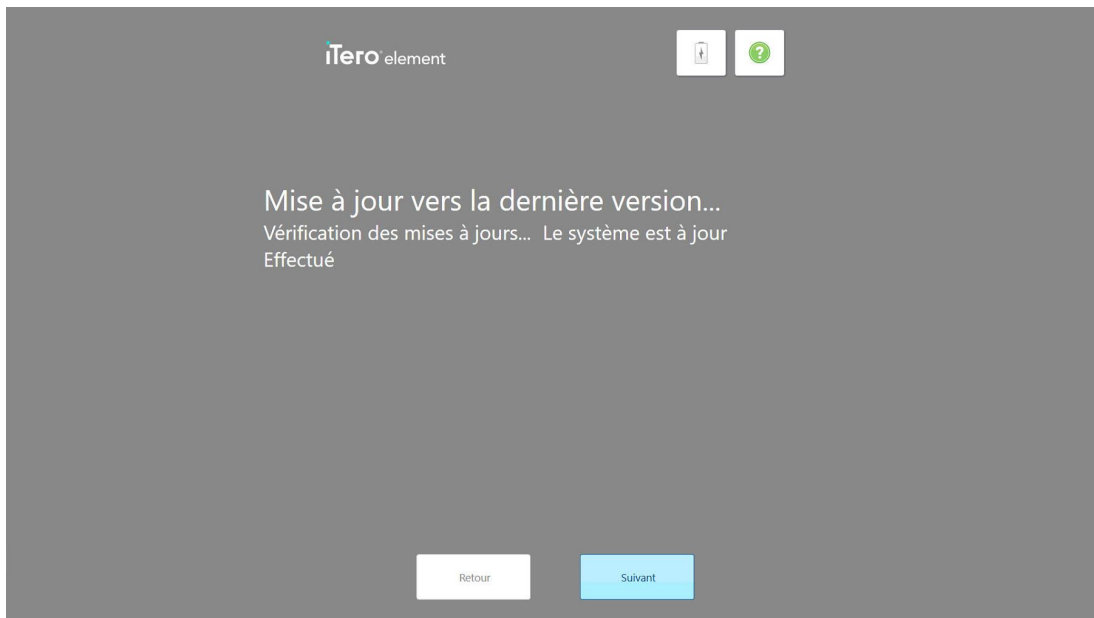 iTero element
?
Mise à jour vers la dernière version...
Vérification des mises à jours... Le système est à jour
Effectué
Retour
Suivant